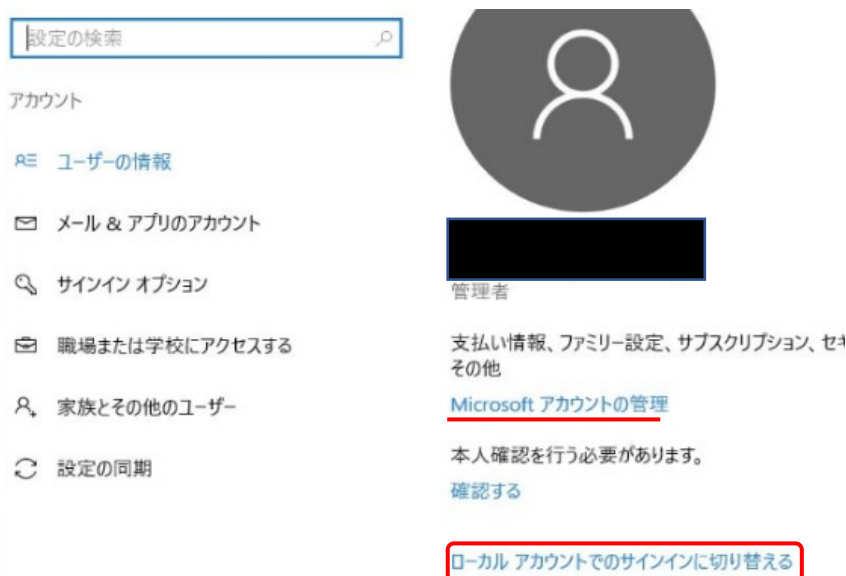 設定の検索
アカウント
ユーザーの情報
メール & アプリのアカウント
サインイン オプション
職場または学校にアクセスする
家族とその他のユーザー
設定の同期
管理者
支払い情報、ファミリー設定、サブスクリプション、セキ
その他
Microsoft アカウントの管理
本人確認を行う必要があります。
確認する
ローカル アカウントでのサインインに切り替える